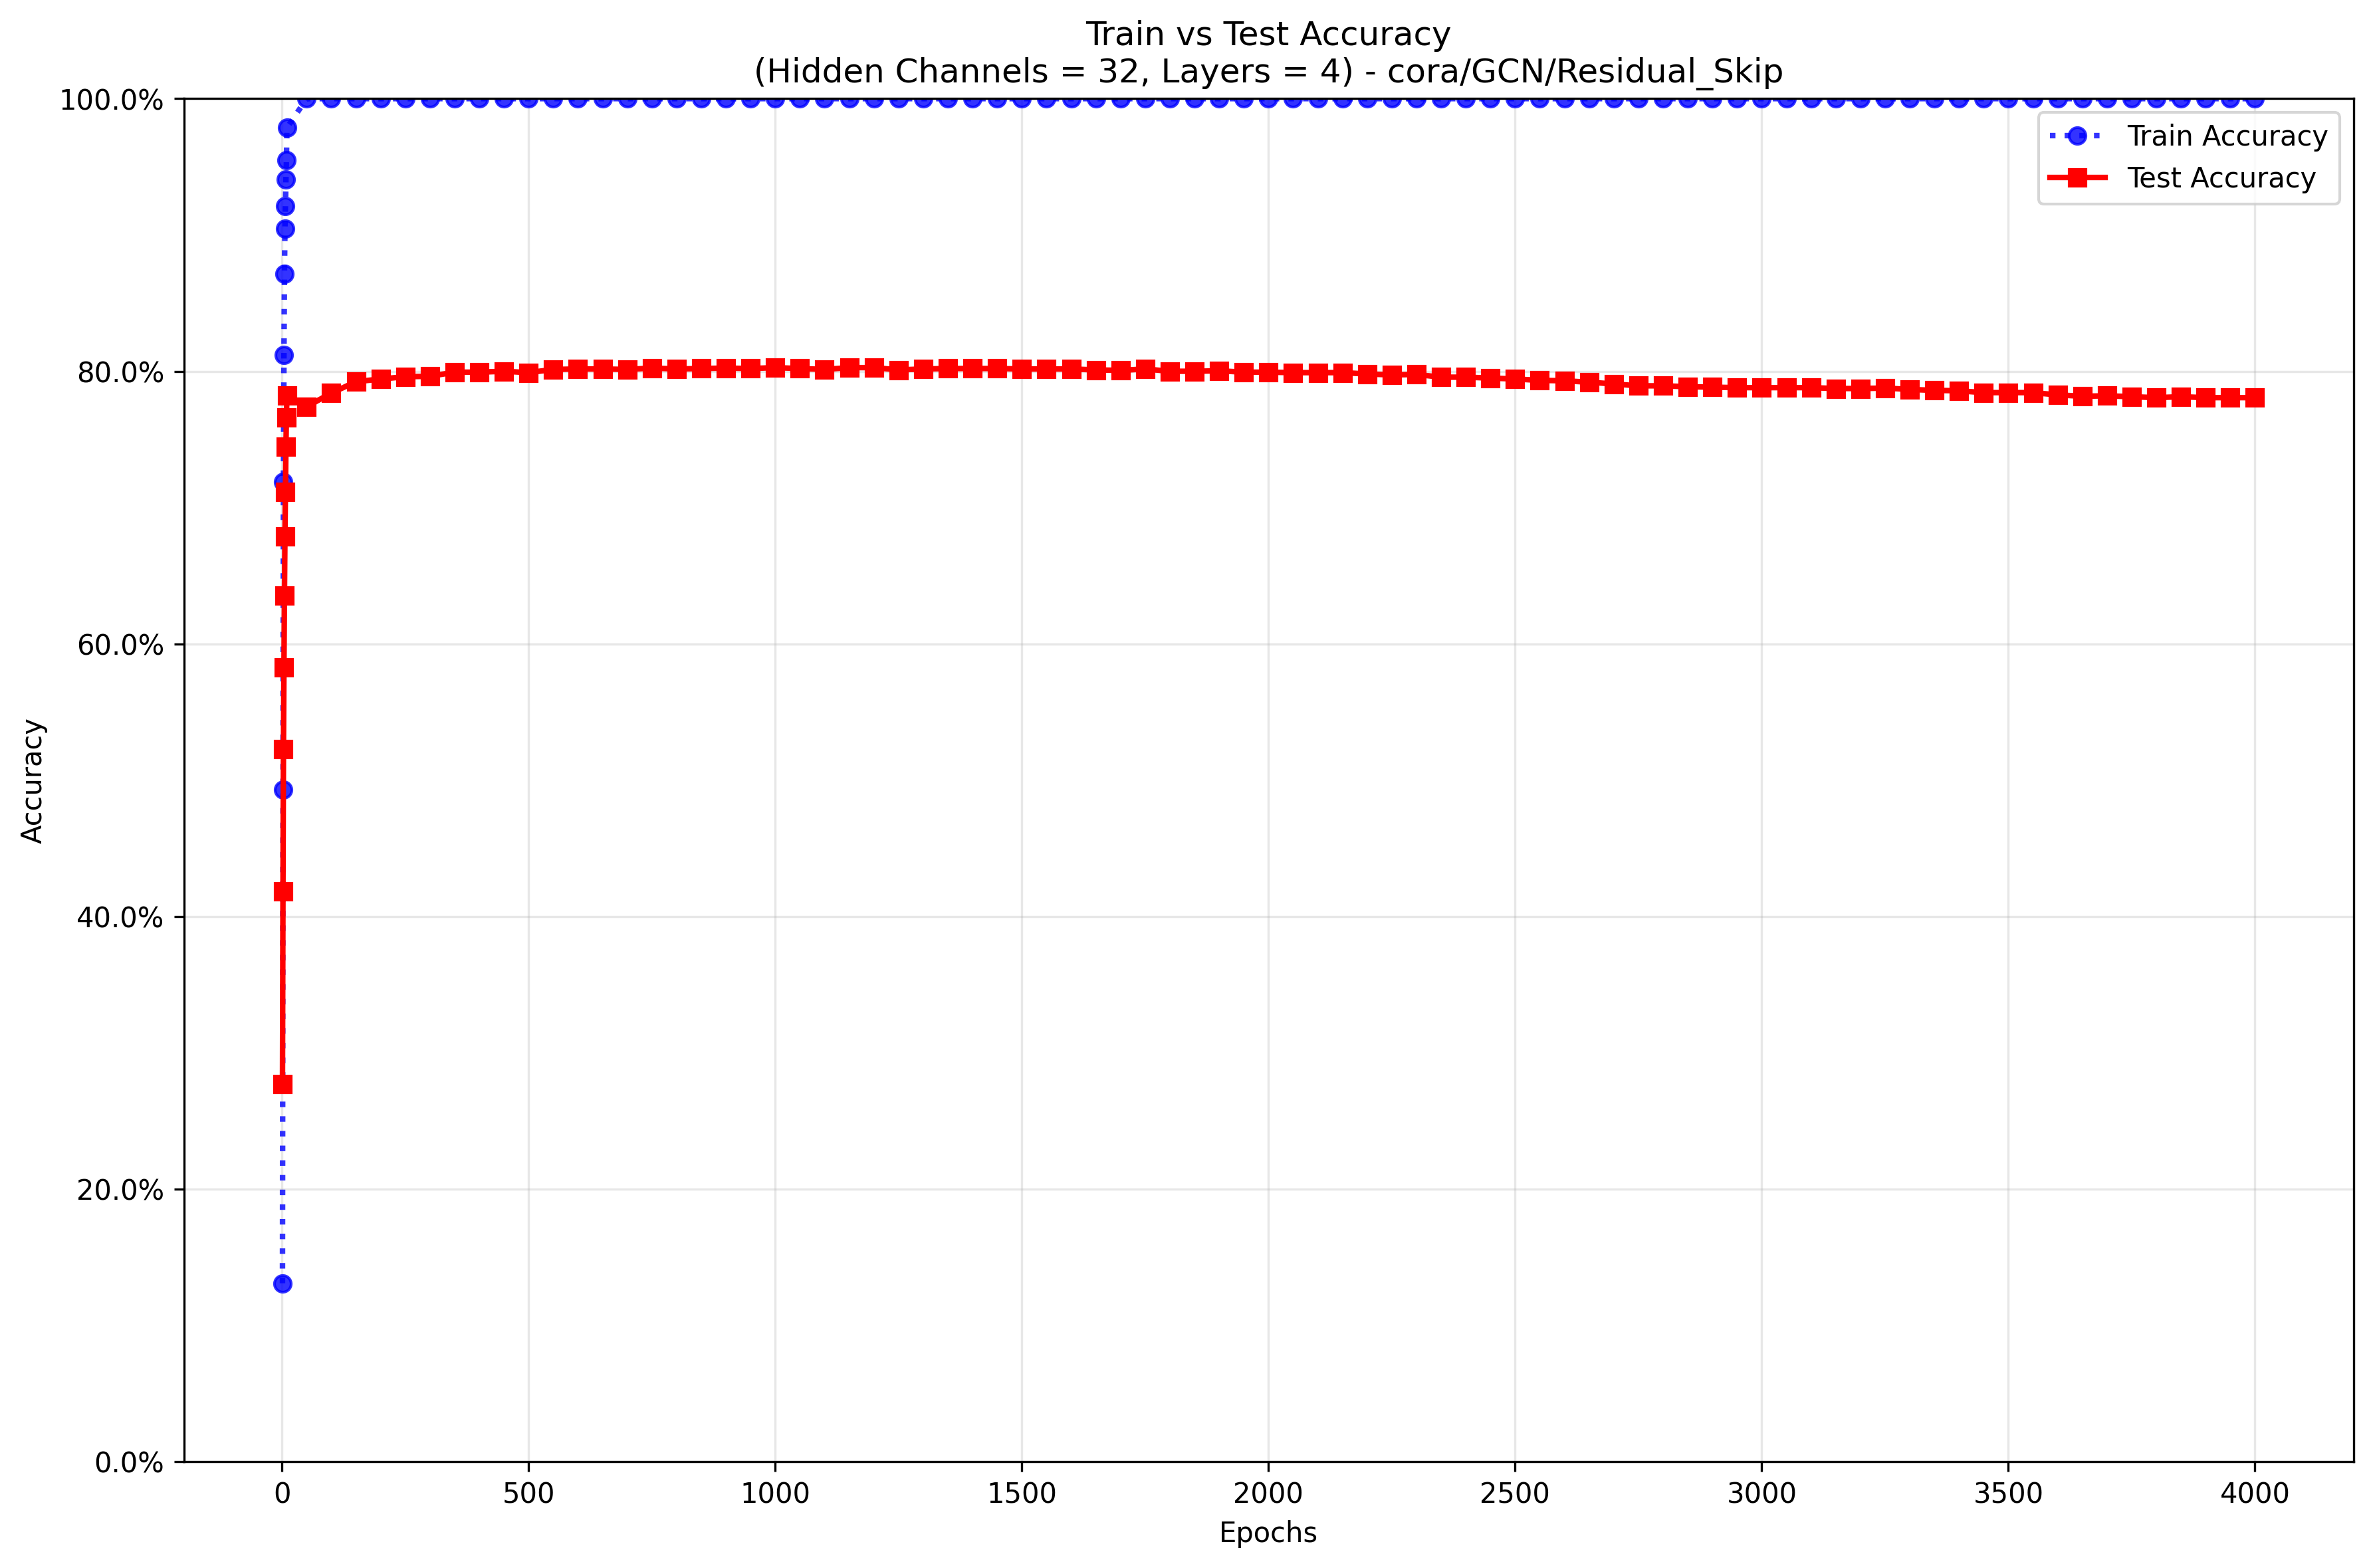 Train vs Test Accuracy
(Hidden Channels = 32, Layers = 4) - cora/GCN/Residual_Skip
100.0%
80.0%
60.0%
40.0%
20.0%
0.0%
Accuracy
Train Accuracy
Test Accuracy
0 500 1000 1500 2000 2500 3000 3500 4000
Epochs